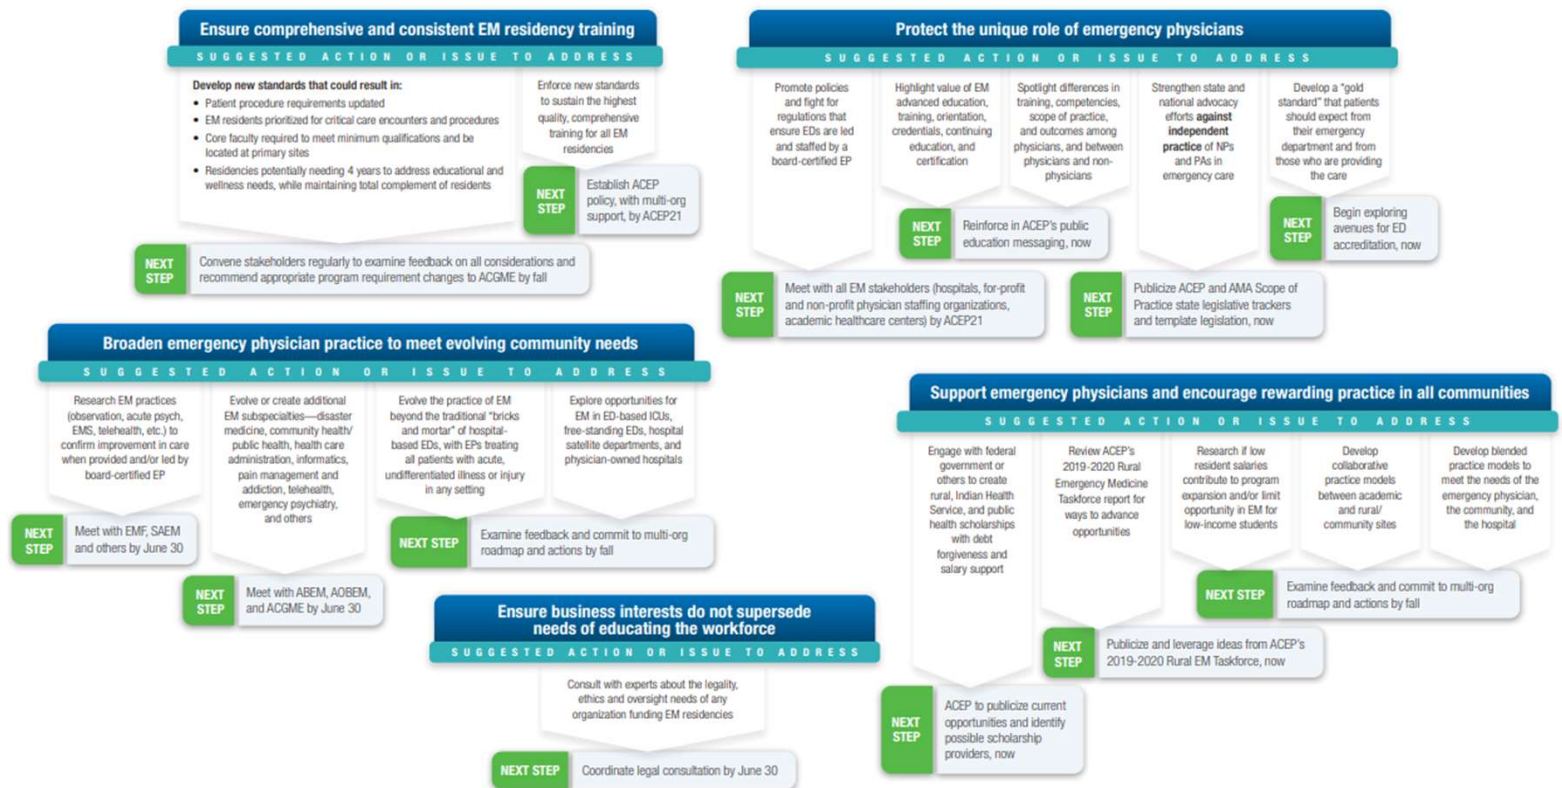 Ensure comprehensive and consistent EM residency training
SUGGESTED ACTION OR ISSUE TO ADDRESS
Develop new standards that could result in:
• Patient procedure requirements updated
• EM residents prioritized for critical care encounters and procedures
• Core faculty required to meet minimum qualifications and be
located at primary sites
• Residencies potentially needing 4 years to address educational and
wellness needs, while maintaining total complement of residents
NEXT
STEP
Convene stakeholders regularly to examine feedback on all considerations and
recommend appropriate program requirement changes to ACGME by fall
Enforce new standards
to sustain the highest
quality, comprehensive
training for all EM
residencies
NEXT
STEP
Establish ACEP
policy, with multi-org
support, by ACEP21
Protect the unique role of emergency physicians
SUGGESTED ACTION OR ISSUE TO ADDRESS
Promote policies
and fight for
regulations that
ensure EDs are led
and staffed by a
board-certified EP
NEXT
STEP
Meet with all EM stakeholders (hospitals, for-profit
and non-profit physician staffing organizations,
academic healthcare centers) by ACEP21
Highlight value of EM
advanced education,
training, orientation,
credentials, continuing
education, and
certification
Spotlight differences in
training, competencies,
scope of practice,
and outcomes among
physicians, and between
physicians and non-
physicians
NEXT
STEP
Reinforce in ACEP's public
education messaging, now
Strengthen state and
national advocacy
efforts against
independent
practice of NPs
and PAs in
emergency care
NEXT
STEP
Publicize ACEP and AMA Scope of
Practice state legislative trackers
and template legislation, now
Develop a "gold
standard" that patients
should expect from
their emergency
department and from
those who are providing
the care
NEXT
STEP
Begin exploring
avenues for ED
accreditation, now
Broaden emergency physician practice to meet evolving community needs
SUGGESTED ACTION OR ISSUE TO ADDRESS
Research EM practices
(observation, acute psych,
EMS, telehealth, etc.) to
confirm improvement in care
when provided and/or led by
board-certified EP
NEXT
STEP
Meet with EMF, SAEM
and others by June 30
Evolve or create additional
EM subspecialties—disaster
medicine, community health/
public health, health care
administration, informatics,
pain management and
addiction, telehealth,
emergency psychiatry,
and others
NEXT
STEP
Meet with ABEM, AOBEM,
and ACGME by June 30
Evolve the practice of EM
beyond the traditional "bricks
and mortar" of hospital-
based EDs, with EPs treating
all patients with acute,
undifferentiated illness or injury
in any setting
Explore opportunities for
EM in ED-based ICUs,
free-standing EDs, hospital
satellite departments, and
physician-owned hospitals
NEXT STEP
Examine feedback and commit to multi-org
roadmap and actions by fall
Support emergency physicians and encourage rewarding practice in all communities
SUGGESTED ACTION OR ISSUE TO ADDRESS
Engage with federal
government or
others to create
rural, Indian Health
Service, and public
health scholarships
with debt
forgiveness and
salary support
NEXT
STEP
ACEP to publicize current
opportunities and identify
possible scholarship
providers, now
Review ACEP's
2019-2020 Rural
Emergency Medicine
Taskforce report for
ways to advance
opportunities
NEXT
STEP
Publicize and leverage ideas from ACEP's
2019-2020 Rural EM Taskforce, now
Research if low
resident salaries
contribute to program
expansion and/or limit
opportunity in EM for
low-income students
Develop
collaborative
practice models
between academic
and rural/
community sites
Develop blended
practice models to
meet the needs of the
emergency physician,
the community, and
the hospital
NEXT STEP
Examine feedback and commit to multi-org
roadmap and actions by fall
Ensure business interests do not supersede
needs of educating the workforce
SUGGESTED ACTION OR ISSUE TO ADDRESS
Consult with experts about the legality,
ethics and oversight needs of any
organization funding EM residencies
NEXT STEP
Coordinate legal consultation by June 30